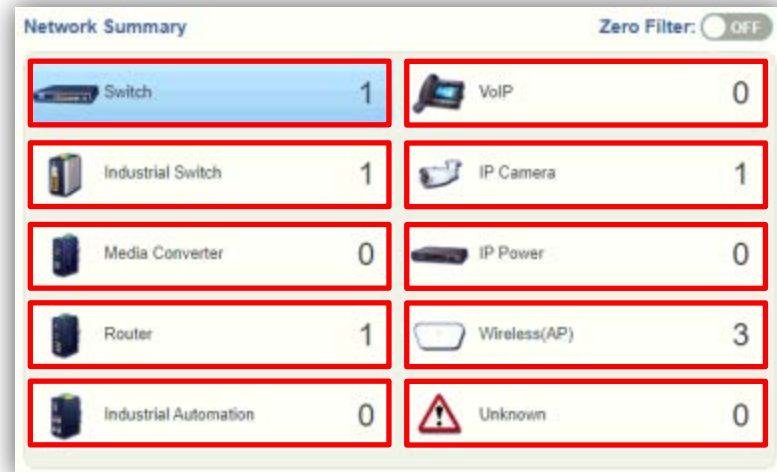 Network Summary Zero Filter: OFF
Switch 1 VoIP 0
Industrial Switch 1 IP Camera 1
Media Converter 0 IP Power 0
Router 1 Wireless(AP) 3
Industrial Automation 0 Unknown 0